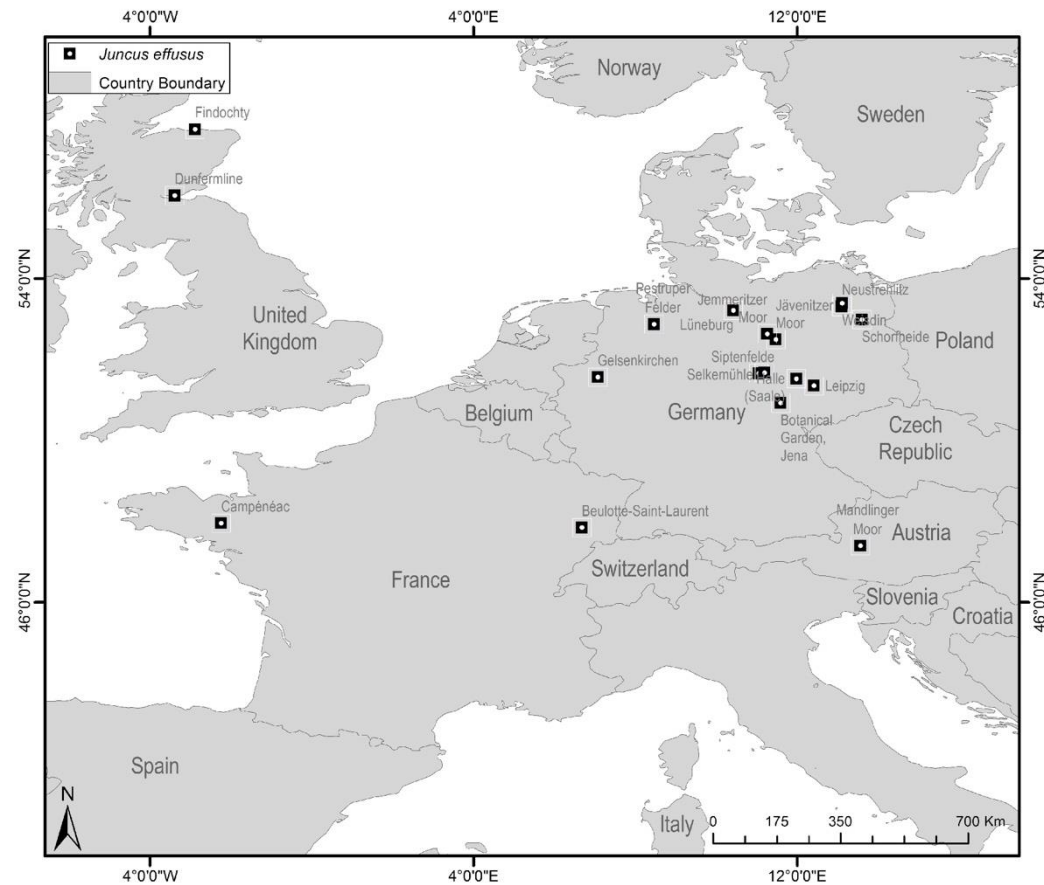 4°0'0"W
4°0'0"E
12°0'0"E
Juncus effusus
Country Boundary
Norway
Sweden
Findochty
Dunfermline
54°0'0"N
54°0'0"N
United
Kingdom
Pestruper
Felder
Jemmeritzer
Moor
Lüneburg
Jävenitzer
Moor
Neustrehlitz
Weisdin
Schorfheide
Poland
Gelsenkirchen
Siptenfelde
Selkemühle
Halle
(Saale)
Leipzig
Belgium
Germany
Botanical
Garden,
Jena
Czech
Republic
Campénéac
Beulotte-Saint-Laurent
Mandlinger
Moor
Austria
France
Switzerland
Slovenia
Croatia
46°0'0"N
46°0'0"N
Spain
Italy
N
0 175 350 700 Km
4°0'0"W
4°0'0"E
12°0'0"E